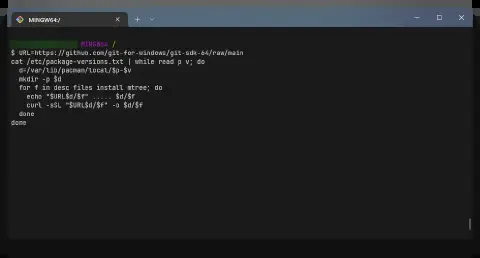 MINGW64:/
MINGW64 /
$ URL=https://github.com/git-for-windows/git-sdk-64/raw/main
cat /etc/package-versions.txt | while read p v; do
d=/var/lib/pacman/local/$p-$v
mkdir -p $d
for f in desc files install mtree; do
echo "$URL$d/$f" ..... $d/$f
curl -sSL "$URL$d/$f" -o $d/$f
done
done